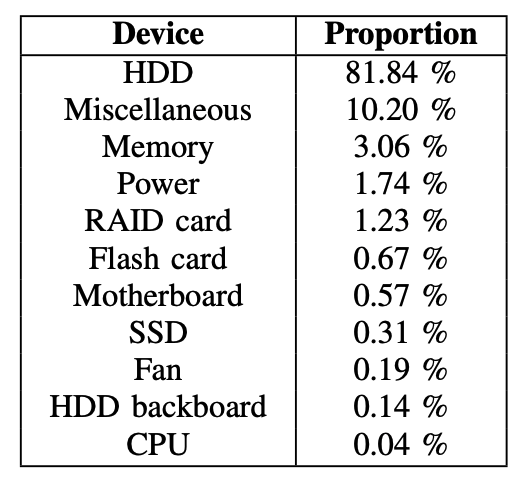 Device Proportion
HDD 81.84 %
Miscellaneous 10.20 %
Memory 3.06 %
Power 1.74 %
RAID card 1.23 %
Flash card 0.67 %
Motherboard 0.57 %
SSD 0.31 %
Fan 0.19 %
HDD backboard 0.14 %
CPU 0.04 %